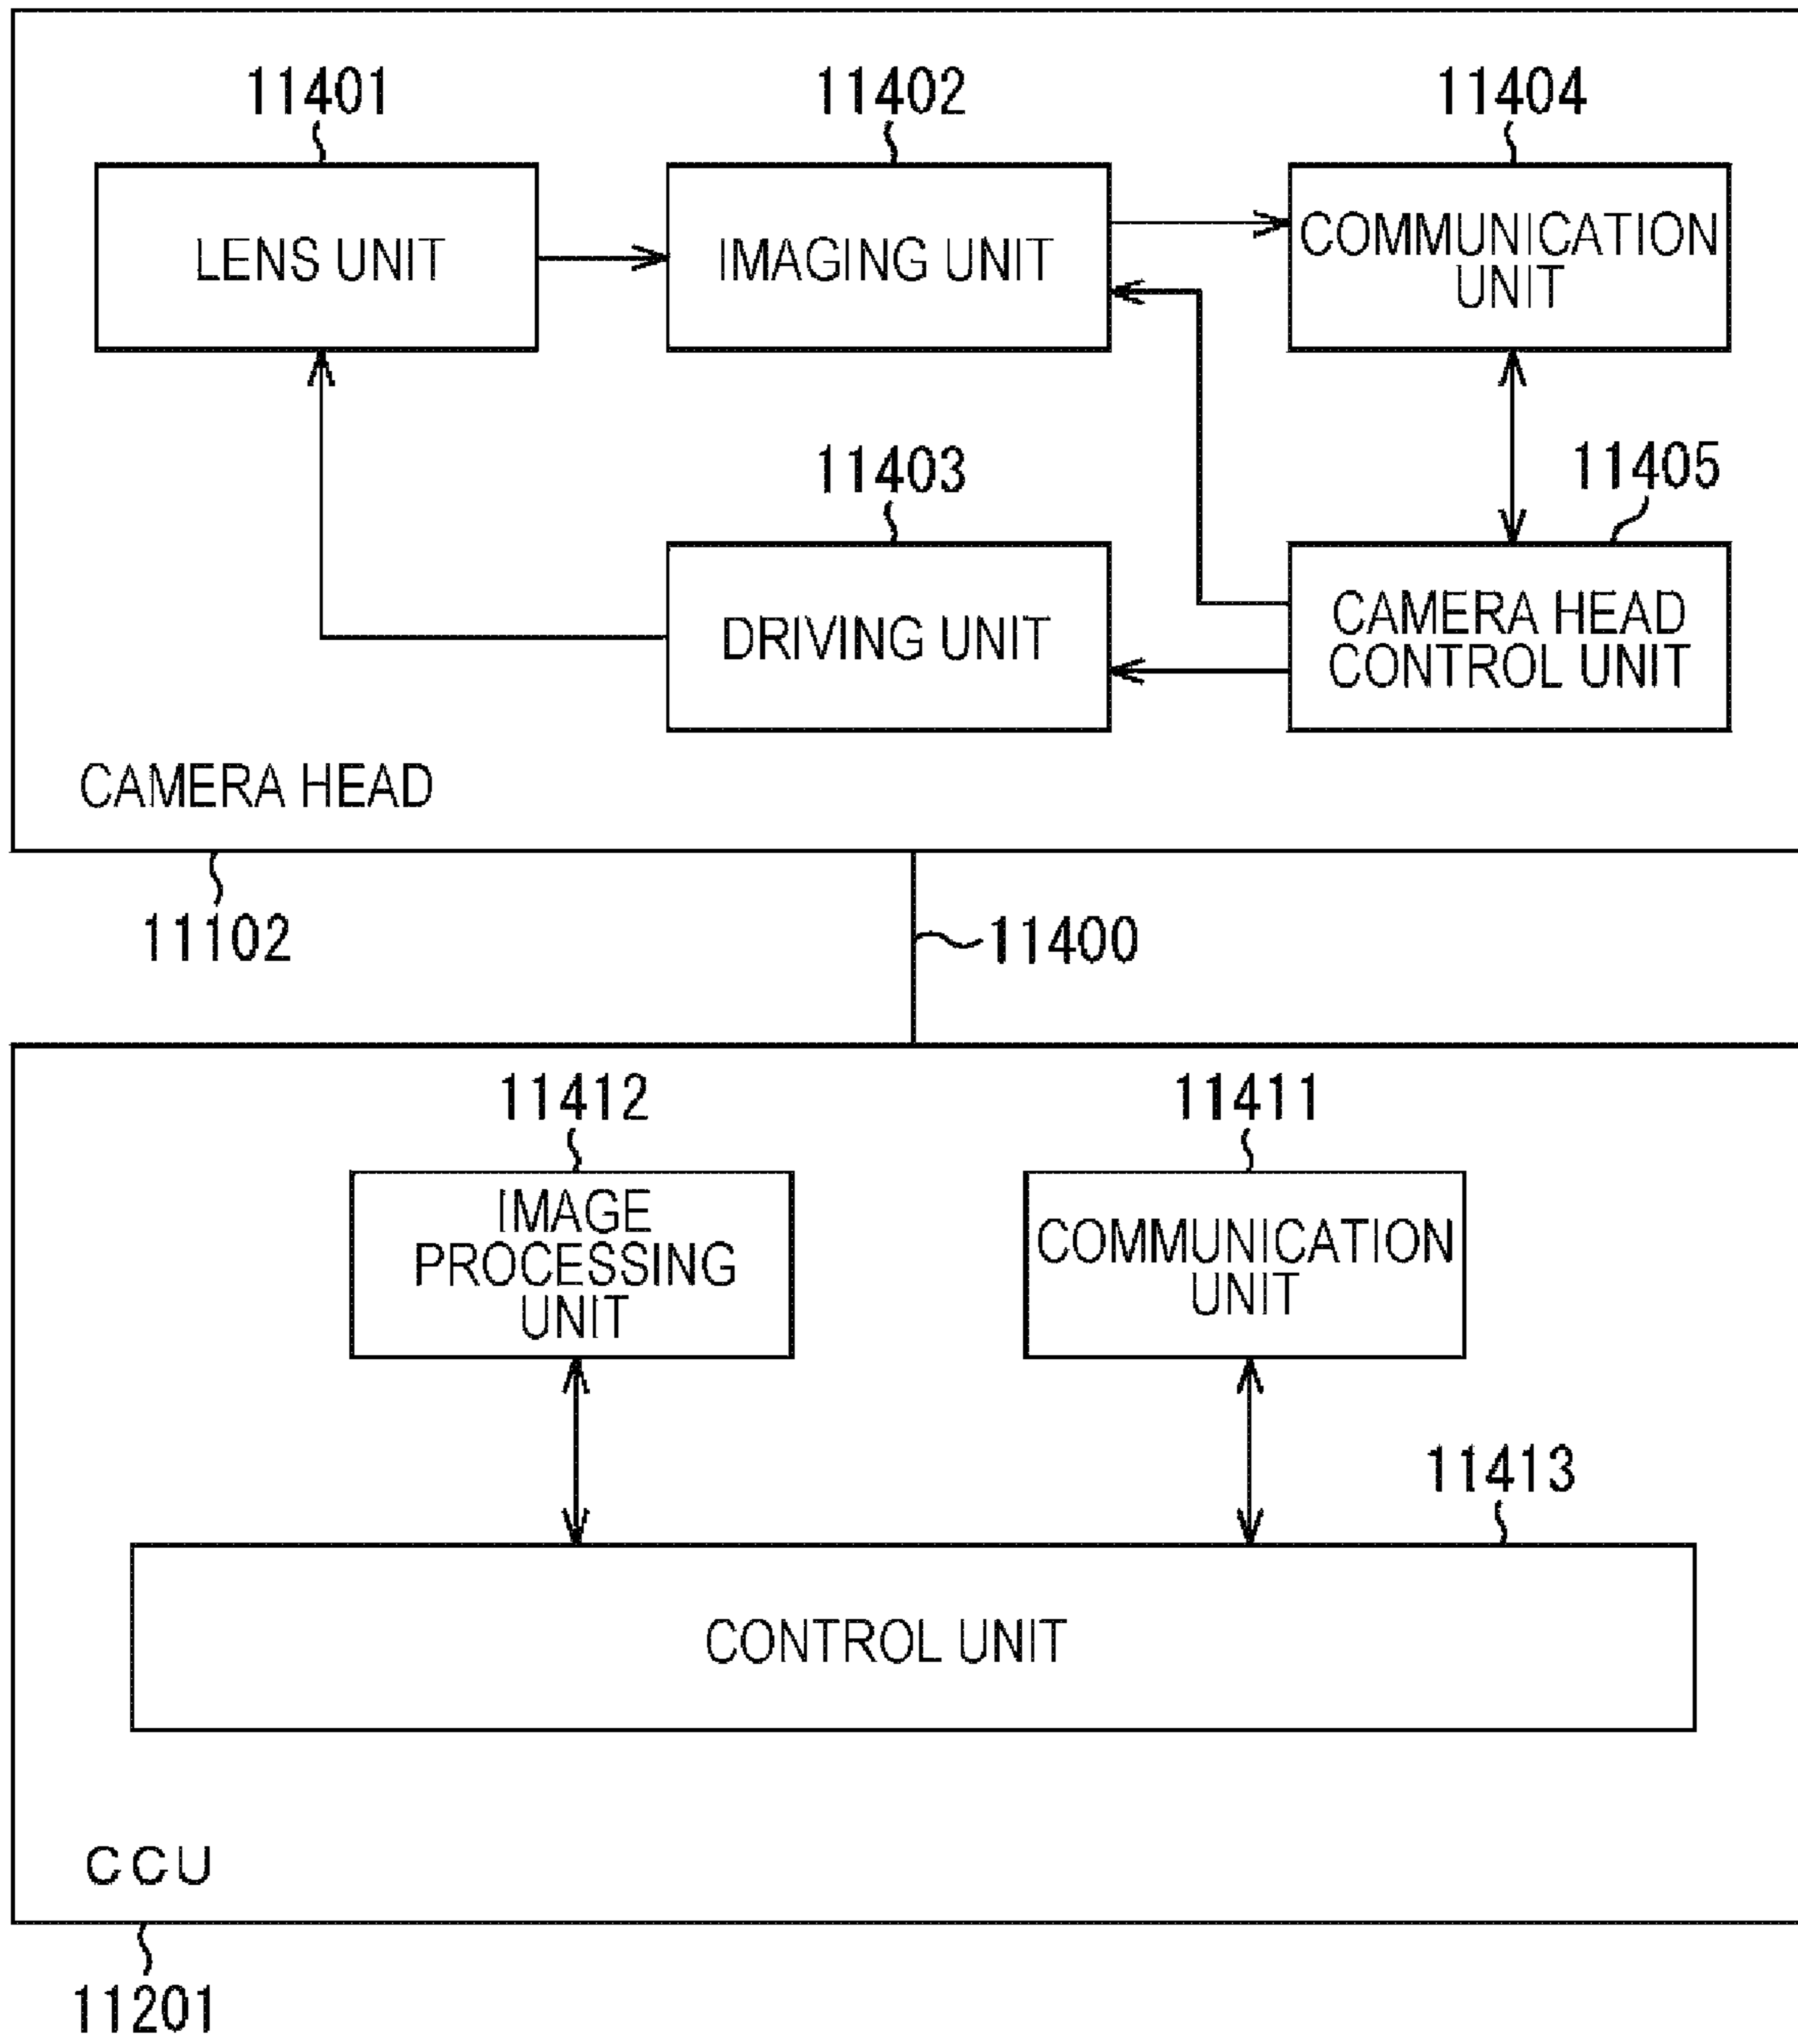 11401
11402
11404
LENS UNIT
IMAGING UNIT
COMMUNICATION
UNIT
11403
11405
DRIVING UNIT
CAMERA HEAD
CONTROL UNIT
CAMERA HEAD
11102
11400
11412
11411
IMAGE
PROCESSING
UNIT
COMMUNICATION
UNIT
11413
CONTROL UNIT
CCU
11201